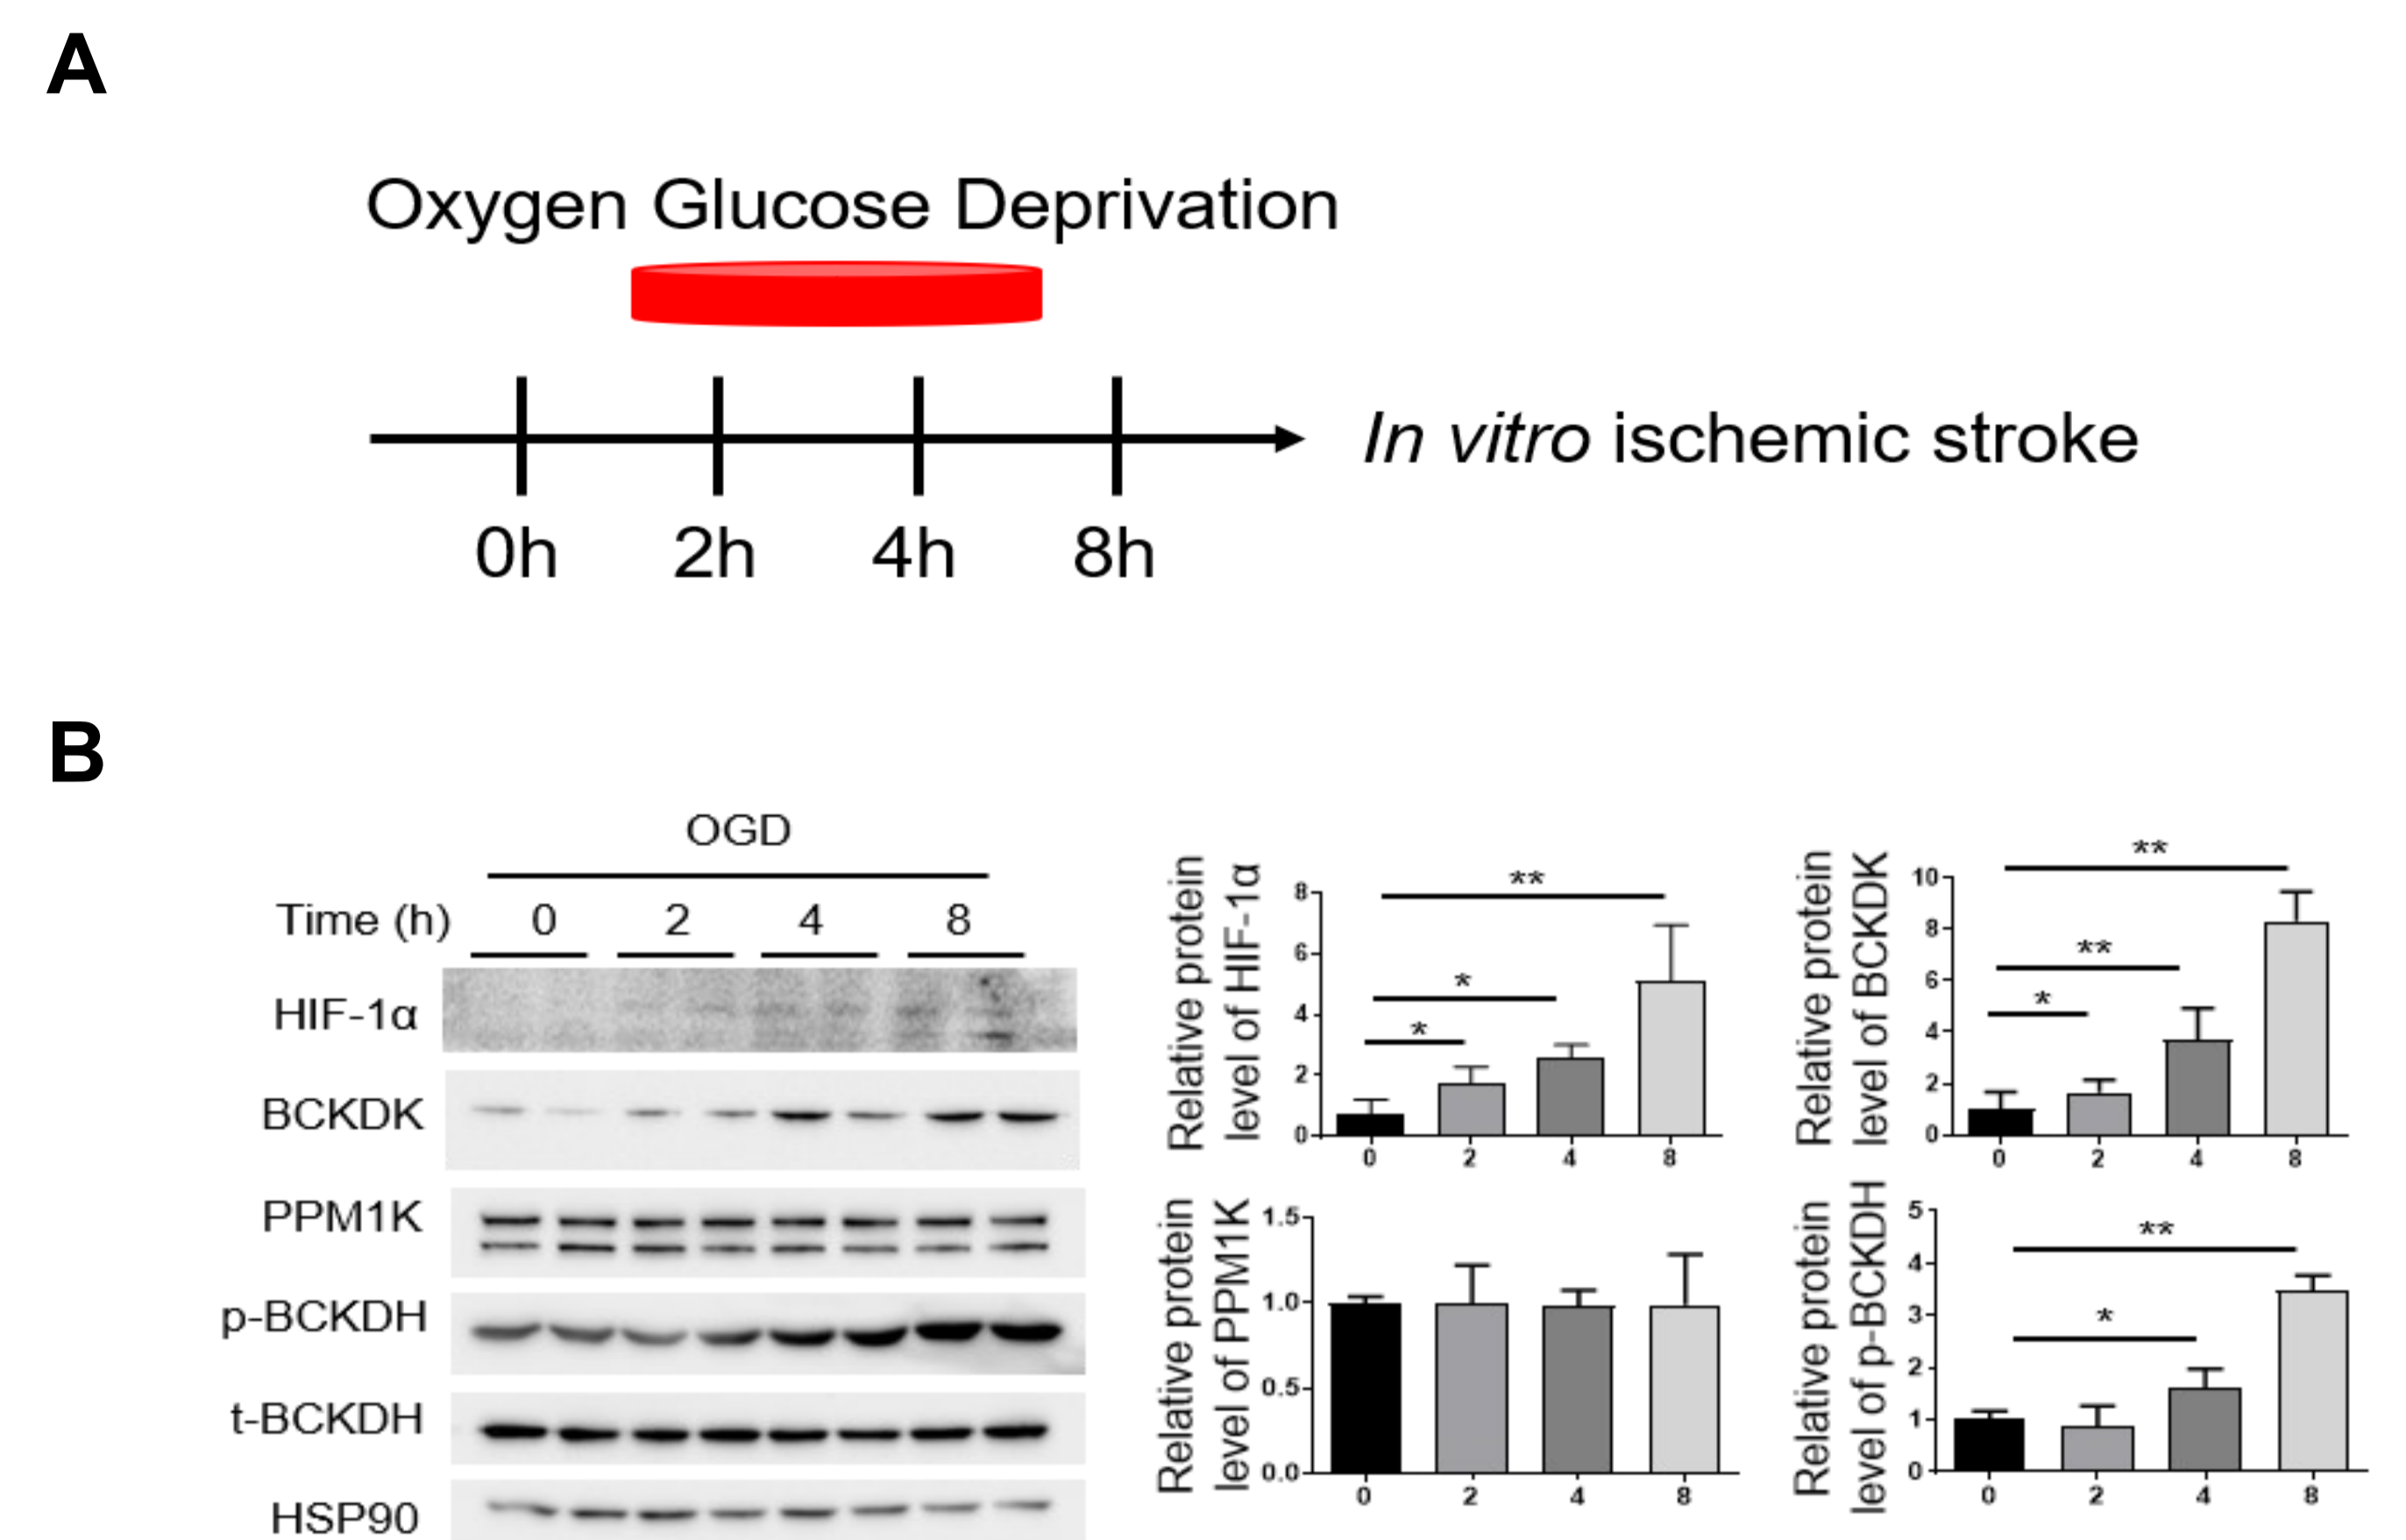 A
Oxygen Glucose Deprivation
In vitro ischemic stroke
0h 2h 4h 8h
B
OGD
Time (h) 0 2 4 8
HIF-1α
BCKDK
PPM1K
p-BCKDH
t-BCKDH
HSP90
Relative protein
level of HIF-1α
8
6
4
2
0
**
*
*
0 2 4 8
Relative protein
level of BCKDK
10
8
6
4
2
0
**
**
*
0 2 4 8
Relative protein
level of PPM1K
1.5
1.0
0.5
0.0
0 2 4 8
Relative protein
level of p-BCKDH
5
4
3
2
1
0
**
*
0 2 4 8